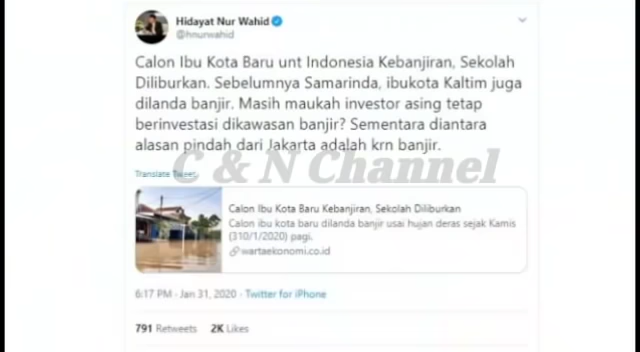 Hidayat Nur Wahid
@hnurwahid
Calon Ibu Kota Baru unt Indonesia Kebanjiran, Sekolah
Diliburkan. Sebelumnya Samarinda, ibukota Kaltim juga
dilanda banjir. Masih maukah investor asing tetap
berinvestasi dikawasan banjir? Sementara diantara
alasan pindah dari Jakarta adalah krn banjir.
C & N Channel
Translate Tweet
Calon Ibu Kota Baru Kebanjiran, Sekolah Diliburkan
Calon ibu kota baru dilanda banjir usai hujan deras sejak Kamis
(310/1/2020) pagi.
wartaekonomi.co.id
6:17 PM · Jan 31, 2020 · Twitter for iPhone
791 Retweets 2K Likes